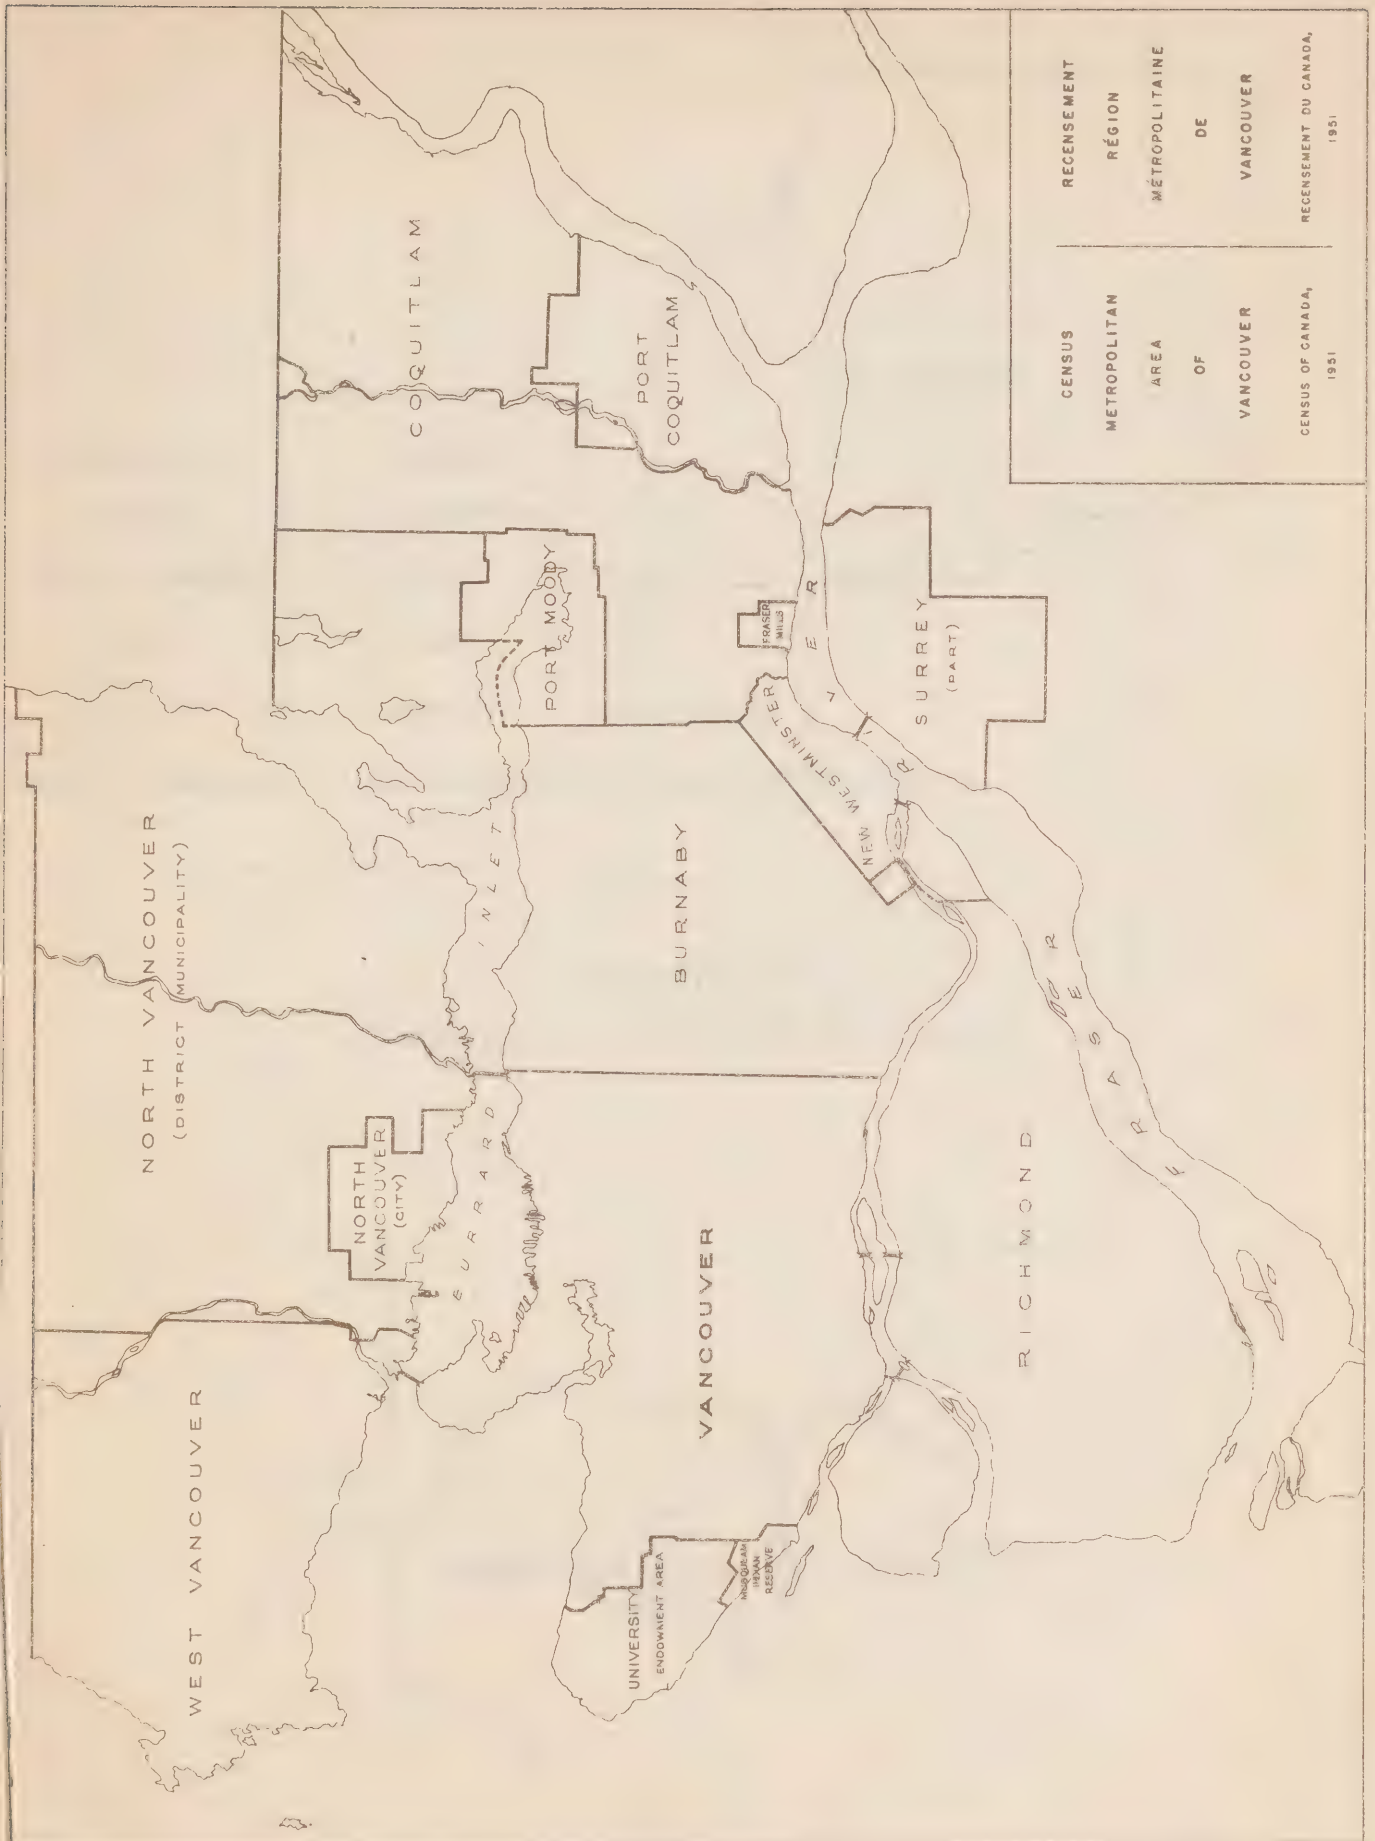 WEST VANCOUVER
NORTH VANCOUVER
(DISTRICT MUNICIPALITY)
NORTH
VANCOUVER
(CITY)
BURRARD INLET
COQUITLAM
PORT MOODY
PORT
COQUITLAM
UNIVERSITY
ENDOWMENT AREA
MUSQUEAM
INDIAN
RESERVE
VANCOUVER
BURNABY
NEW WESTMINSTER
FRASER
MILLS
FRASER RIVER
SURREY
(PART)
RICHMOND
CENSUS
METROPOLITAN
AREA
OF
VANCOUVER
CENSUS OF CANADA,
1951
RECENSEMENT
RÉGION
MÉTROPOLITAINE
DE
VANCOUVER
RECENSEMENT DU CANADA,
1951